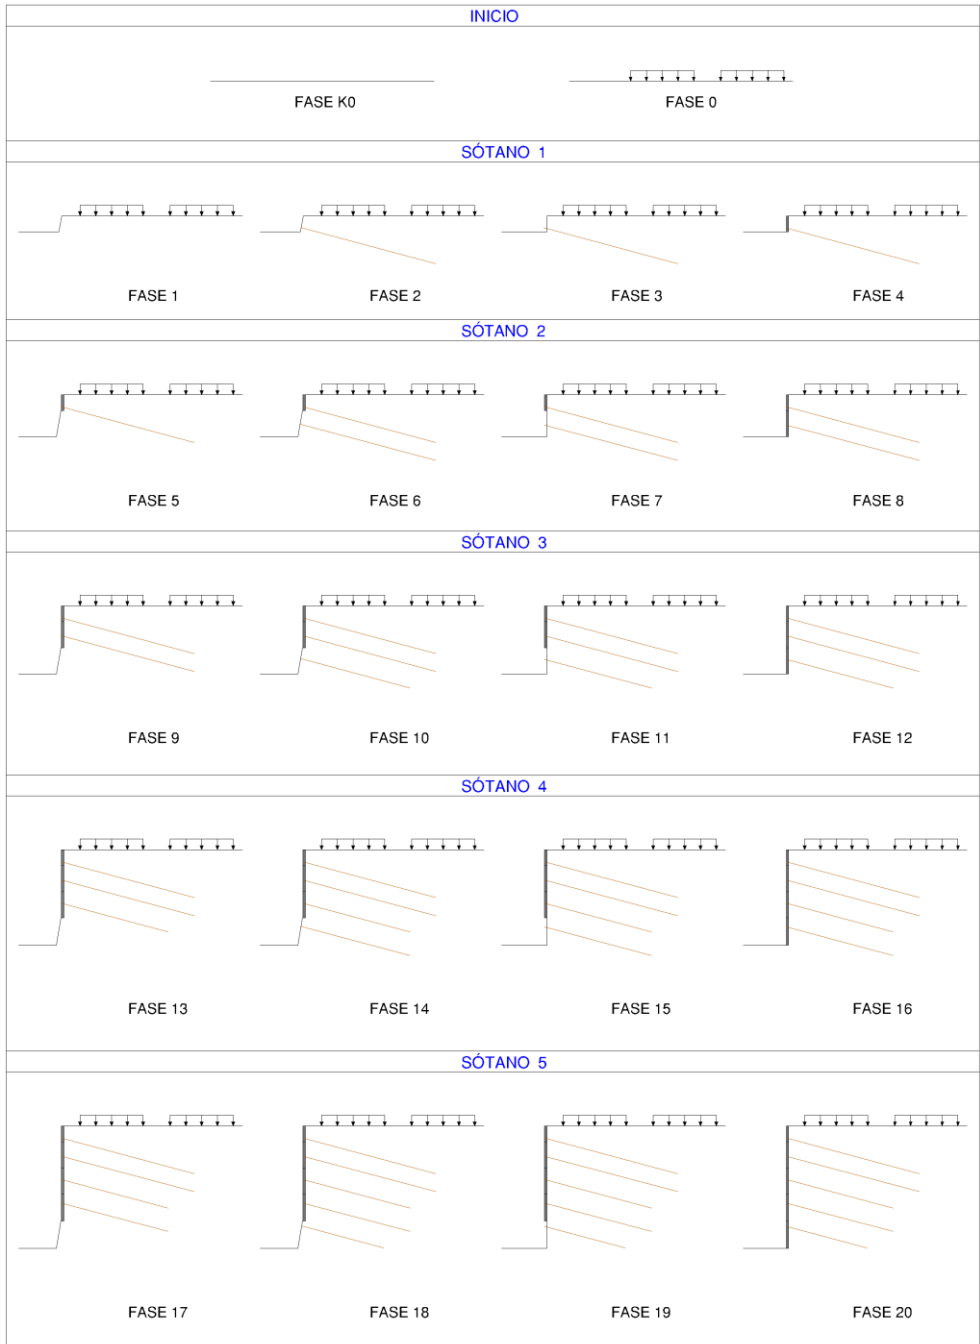 INICIO
FASE K0
FASE 0
SÓTANO 1
FASE 1
FASE 2
FASE 3
FASE 4
SÓTANO 2
FASE 5
FASE 6
FASE 7
FASE 8
SÓTANO 3
FASE 9
FASE 10
FASE 11
FASE 12
SÓTANO 4
FASE 13
FASE 14
FASE 15
FASE 16
SÓTANO 5
FASE 17
FASE 18
FASE 19
FASE 20